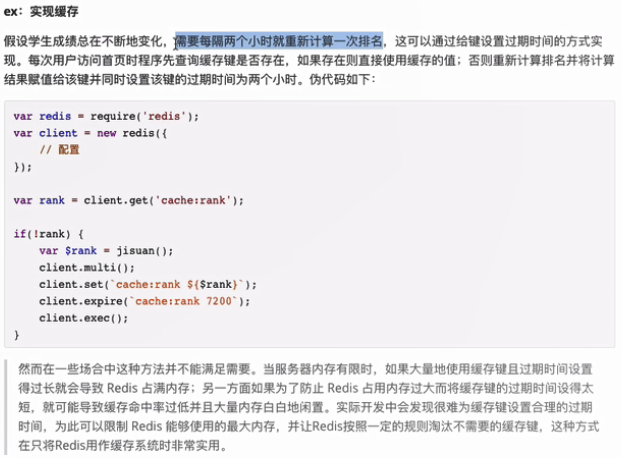 ex：实现缓存
假设学生成绩总在不断地变化，需要每隔两个小时就重新计算一次排名，这可以通过给键设置过期时间的方式实
现。每次用户访问首页时程序先查询缓存键是否存在，如果存在则直接使用缓存的值；否则重新计算排名并将计算
结果赋值给该键并同时设置该键的过期时间为两个小时。伪代码如下：
var redis = require('redis');
var client = new redis({
    // 配置
});
var rank = client.get('cache:rank');
if(!rank) {
    var $rank = jisuan();
    client.multi();
    client.set(`cache:rank ${$rank}`);
    client.expire(`cache:rank 7200`);
    client.exec();
}
然而在一些场合中这种方法并不能满足需要。当服务器内存有限时，如果大量地使用缓存键且过期时间设置
得过长就会导致 Redis 占满内存；另一方面如果为了防止 Redis 占用内存过大而将缓存键的过期时间设得太
短，就可能导致缓存命中率过低并且大量内存白白地闲置。实际开发中会发现很难为缓存键设置合理的过期
时间，为此可以限制 Redis 能够使用的最大内存，并让Redis按照一定的规则淘汰不需要的缓存键，这种方式
在只将Redis用作缓存系统时非常实用。